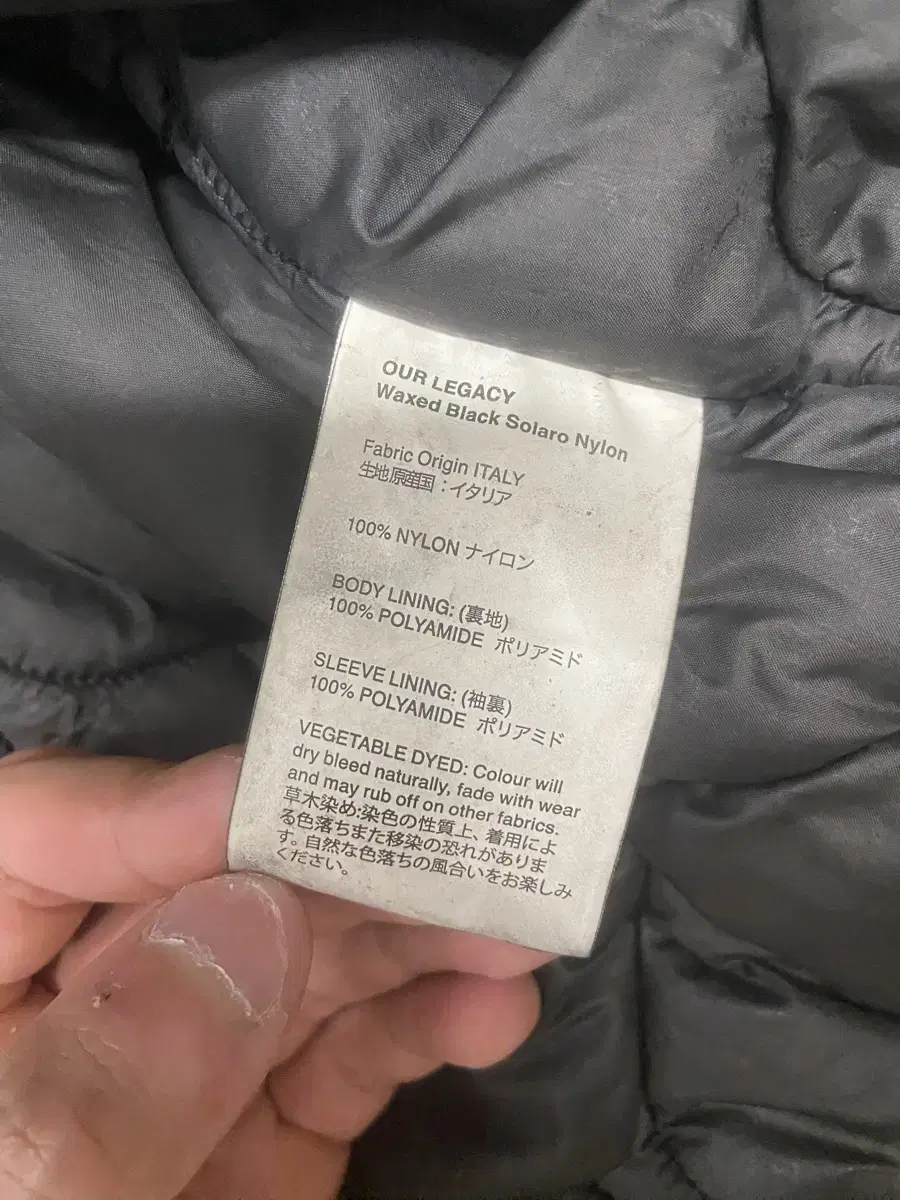 OUR LEGACY
Waxed Black Solaro Nylon
Fabric Origin ITALY
生地原産国：イタリア
100% NYLON ナイロン
BODY LINING: (裏地)
100% POLYAMIDE ポリアミド
SLEEVE LINING: (袖裏)
100% POLYAMIDE ポリアミド
VEGETABLE DYED: Colour will
dry bleed naturally, fade with wear
and may rub off on other fabrics.
草木染め:染色の性質上、着用によ
る色落ちまた移染の恐れがありま
す。自然な色落ちの風合いをお楽しみ
ください。